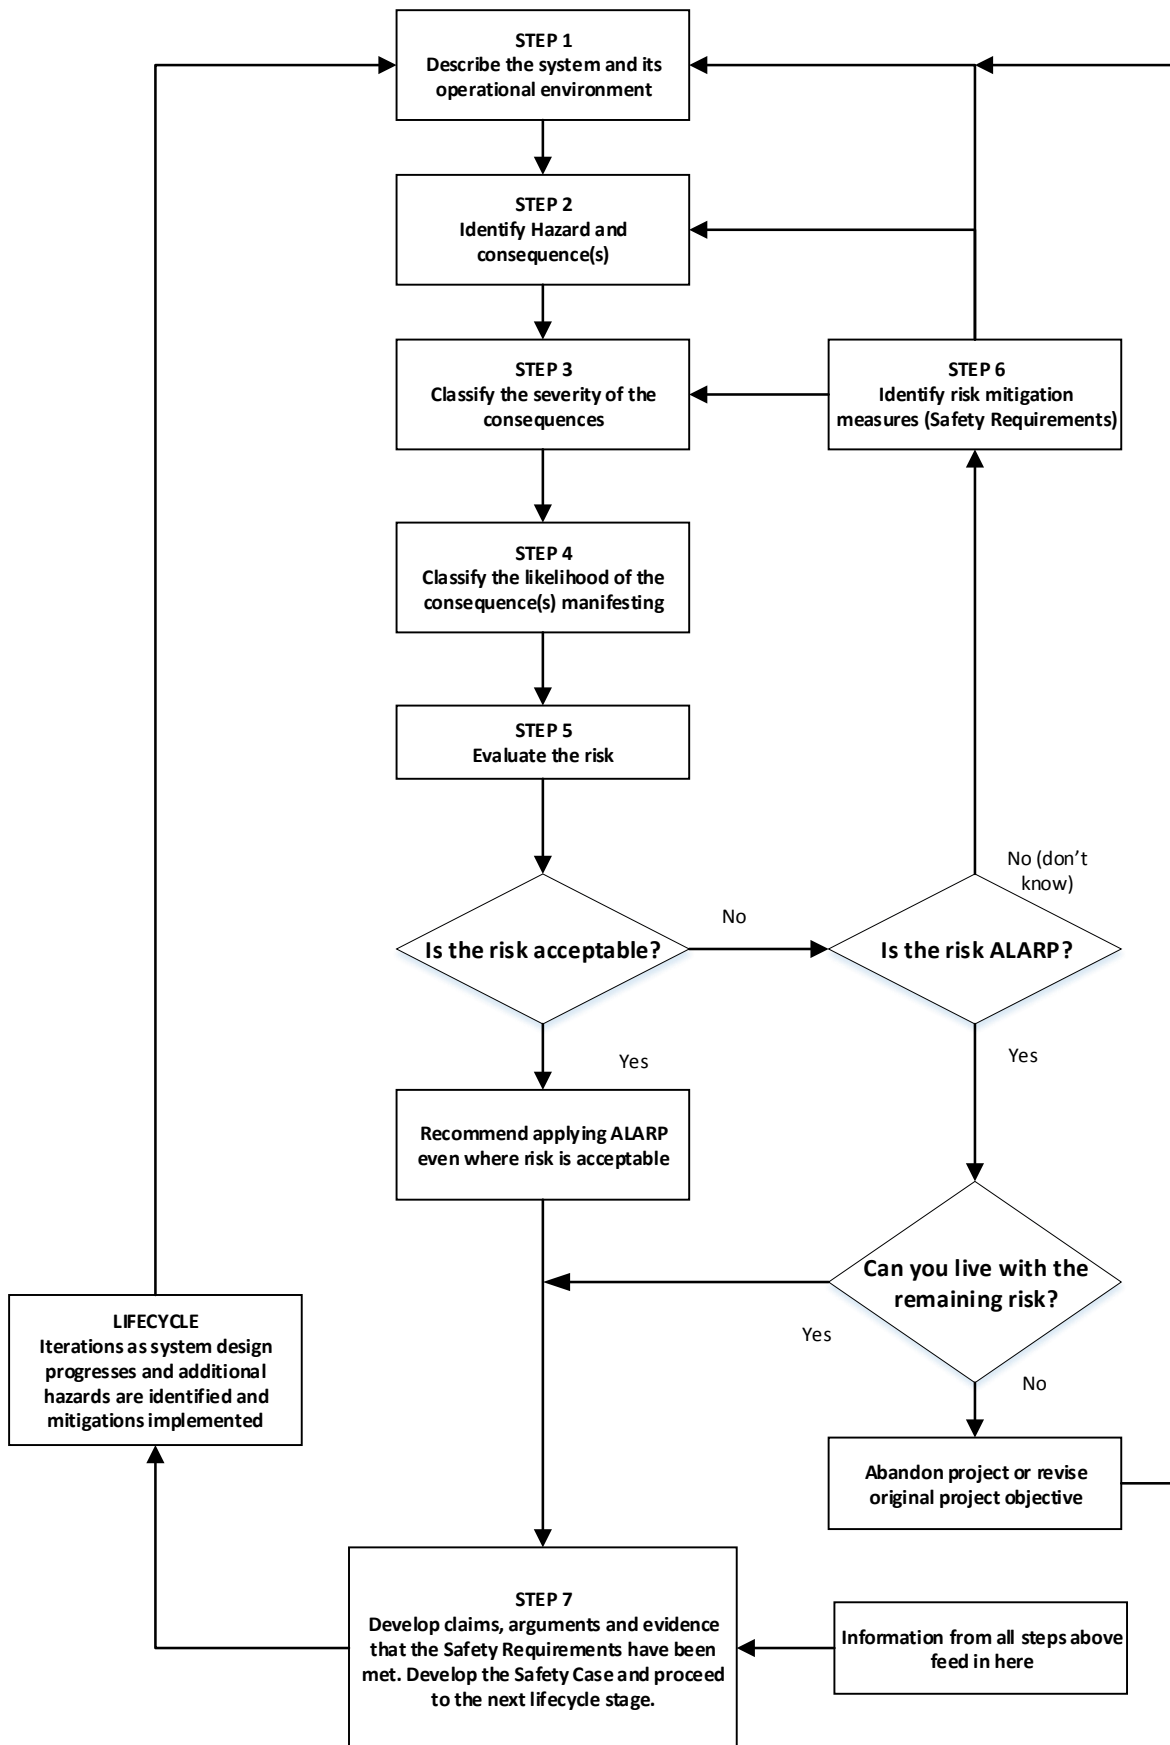 STEP 1
Describe the system and its
operational environment
STEP 2
Identify Hazard and
consequence(s)
STEP 3
Classify the severity of the
consequences
STEP 6
Identify risk mitigation
measures (Safety Requirements)
STEP 4
Classify the likelihood of the
consequence(s) manifesting
STEP 5
Evaluate the risk
No (don't
know)
No
Is the risk acceptable?
Is the risk ALARP?
Yes
Yes
Recommend applying ALARP
even where risk is acceptable
Can you live with the
remaining risk?
Yes
No
LIFECYCLE
Iterations as system design
progresses and additional
hazards are identified and
mitigations implemented
Abandon project or revise
original project objective
STEP 7
Develop claims, arguments and evidence
that the Safety Requirements have been
met. Develop the Safety Case and proceed
to the next lifecycle stage.
Information from all steps above
feed in here